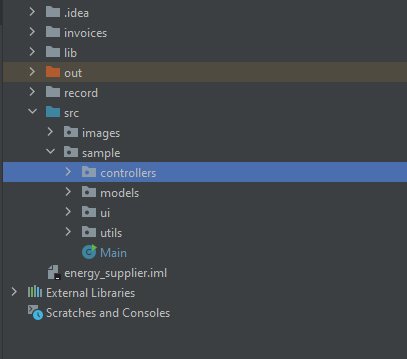 .idea
invoices
lib
out
record
src
images
sample
controllers
models
ui
utils
Main
energy_supplier.iml
External Libraries
Scratches and Consoles